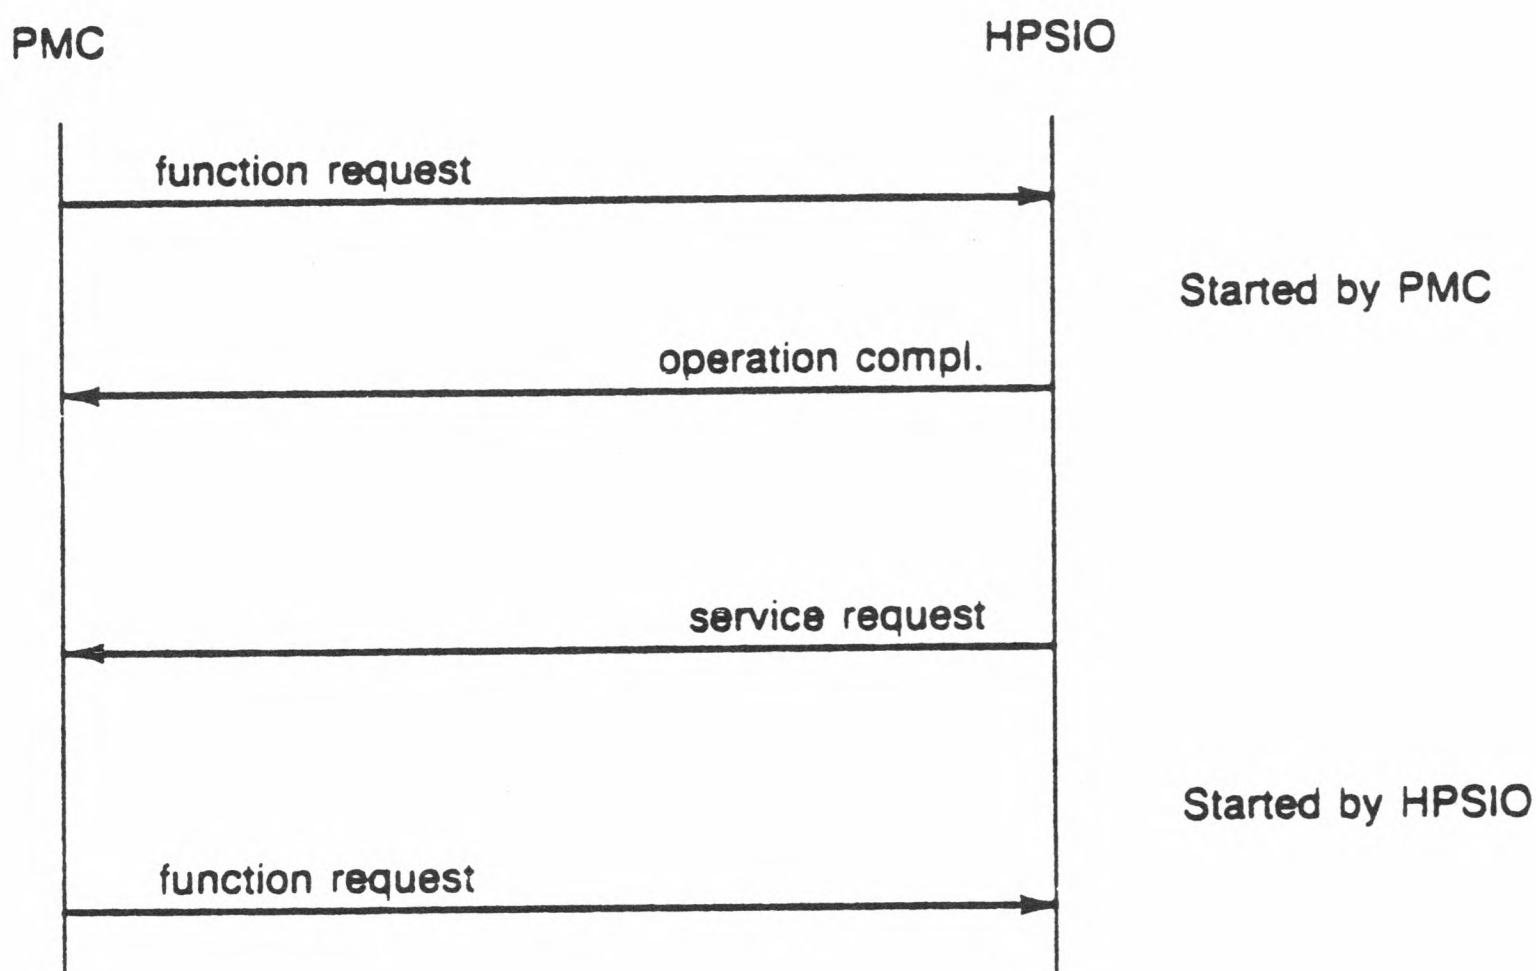 PMC
HPSIO
function request
Started by PMC
operation compl.
service request
Started by HPSIO
function request